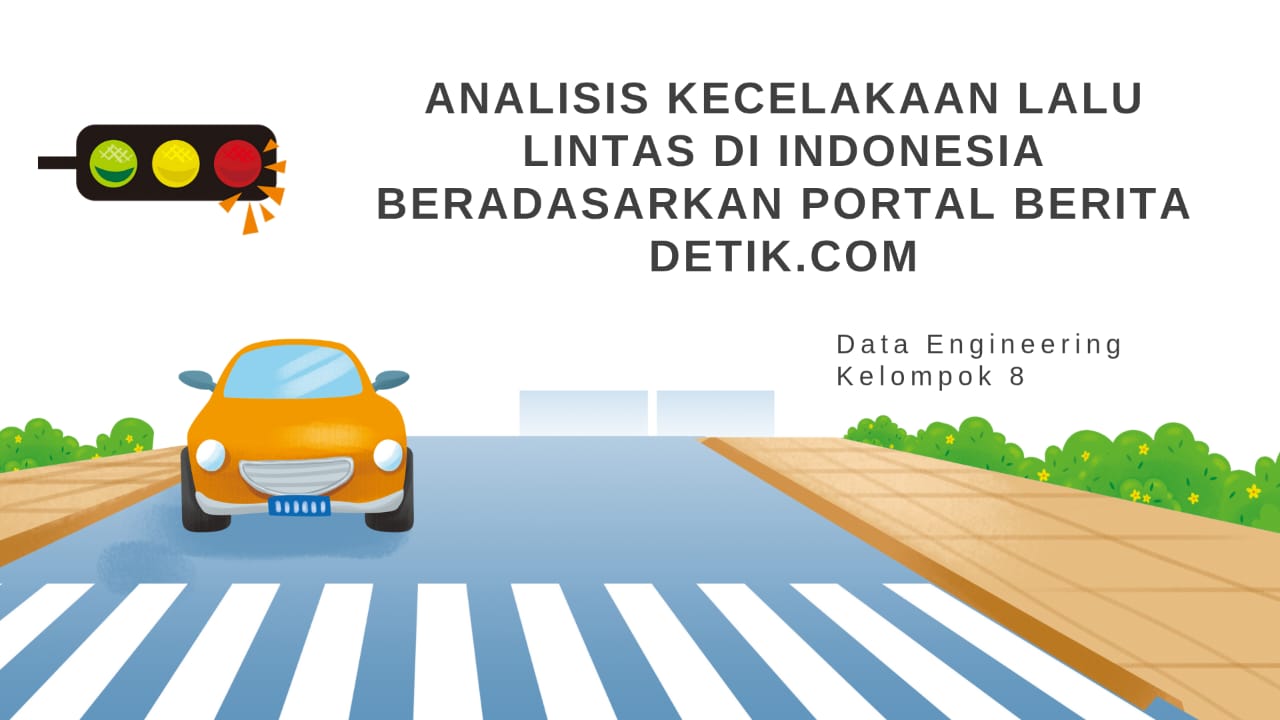 ANALISIS KECELAKAAN LALU
LINTAS DI INDONESIA
BERADASARKAN PORTAL BERITA
DETIK.COM
Data Engineering
Kelompok 8